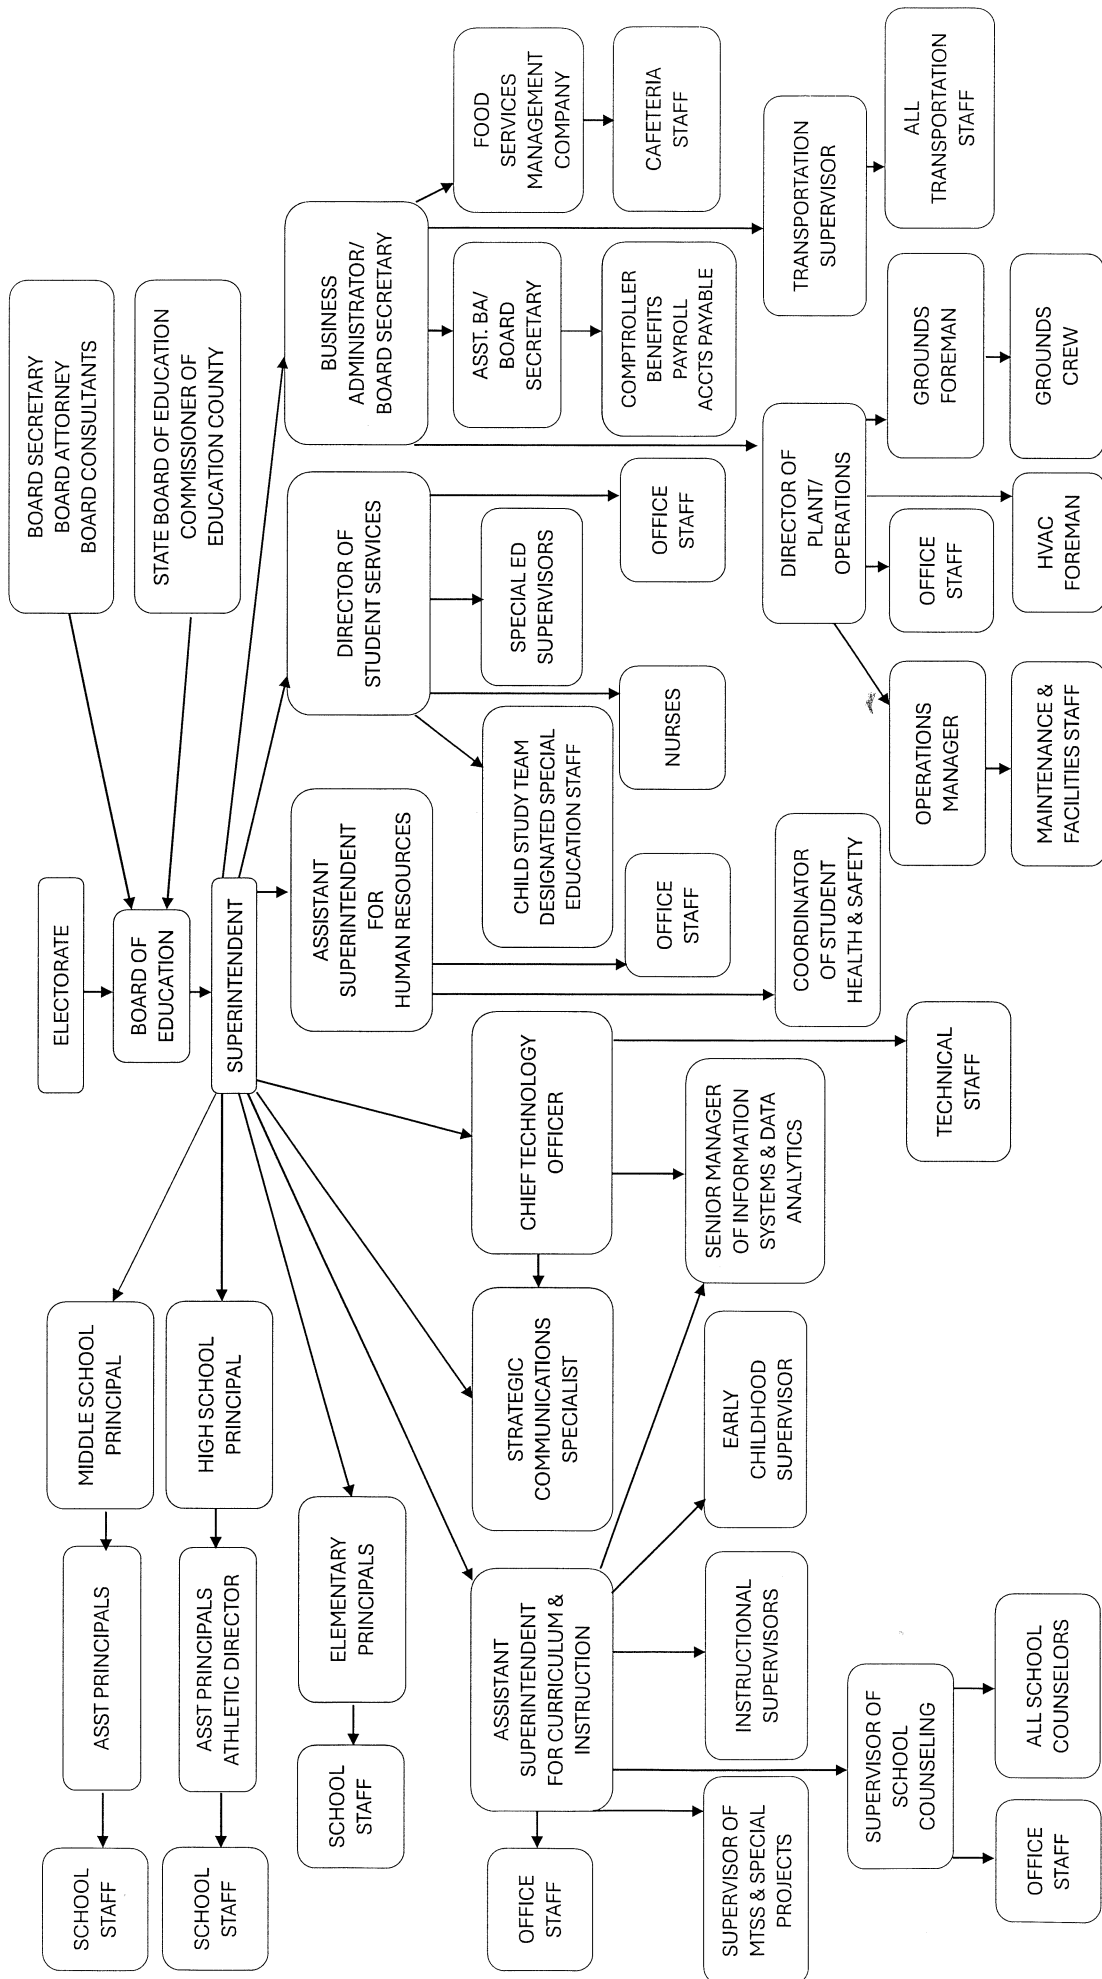 ELECTORATE
BOARD SECRETARY
BOARD ATTORNEY
BOARD CONSULTANTS
BOARD OF
EDUCATION
STATE BOARD OF EDUCATION
COMMISSIONER OF
EDUCATION COUNTY
SUPERINTENDENT
MIDDLE SCHOOL
PRINCIPAL
ASST PRINCIPALS
SCHOOL
STAFF
HIGH SCHOOL
PRINCIPAL
ASST PRINCIPALS
ATHLETIC DIRECTOR
SCHOOL
STAFF
ELEMENTARY
PRINCIPALS
SCHOOL
STAFF
ASSISTANT
SUPERINTENDENT
FOR
HUMAN RESOURCES
DIRECTOR OF
STUDENT SERVICES
BUSINESS
ADMINISTRATOR/
BOARD SECRETARY
OFFICE
STAFF
ASSISTANT
SUPERINTENDENT
FOR CURRICULUM &
INSTRUCTION
STRATEGIC
COMMUNICATIONS
SPECIALIST
CHIEF TECHNOLOGY
OFFICER
CHILD STUDY TEAM
DESIGNATED SPECIAL
EDUCATION STAFF
SPECIAL ED
SUPERVISORS
ASST. BA/
BOARD
SECRETARY
FOOD
SERVICES
MANAGEMENT
COMPANY
OFFICE
STAFF
NURSES
OFFICE
STAFF
COMPTROLLER
BENEFITS
PAYROLL
ACCTS PAYABLE
CAFETERIA
STAFF
SUPERVISOR OF
MTSS & SPECIAL
PROJECTS
INSTRUCTIONAL
SUPERVISORS
EARLY
CHILDHOOD
SUPERVISOR
SENIOR MANAGER
OF INFORMATION
SYSTEMS & DATA
ANALYTICS
COORDINATOR
OF STUDENT
HEALTH & SAFETY
DIRECTOR OF
PLANT/
OPERATIONS
TRANSPORTATION
SUPERVISOR
SUPERVISOR OF
SCHOOL
COUNSELING
TECHNICAL
STAFF
OPERATIONS
MANAGER
OFFICE
STAFF
GROUNDS
FOREMAN
ALL
TRANSPORTATION
STAFF
OFFICE
STAFF
ALL SCHOOL
COUNSELORS
MAINTENANCE &
FACILITIES STAFF
HVAC
FOREMAN
GROUNDS
CREW